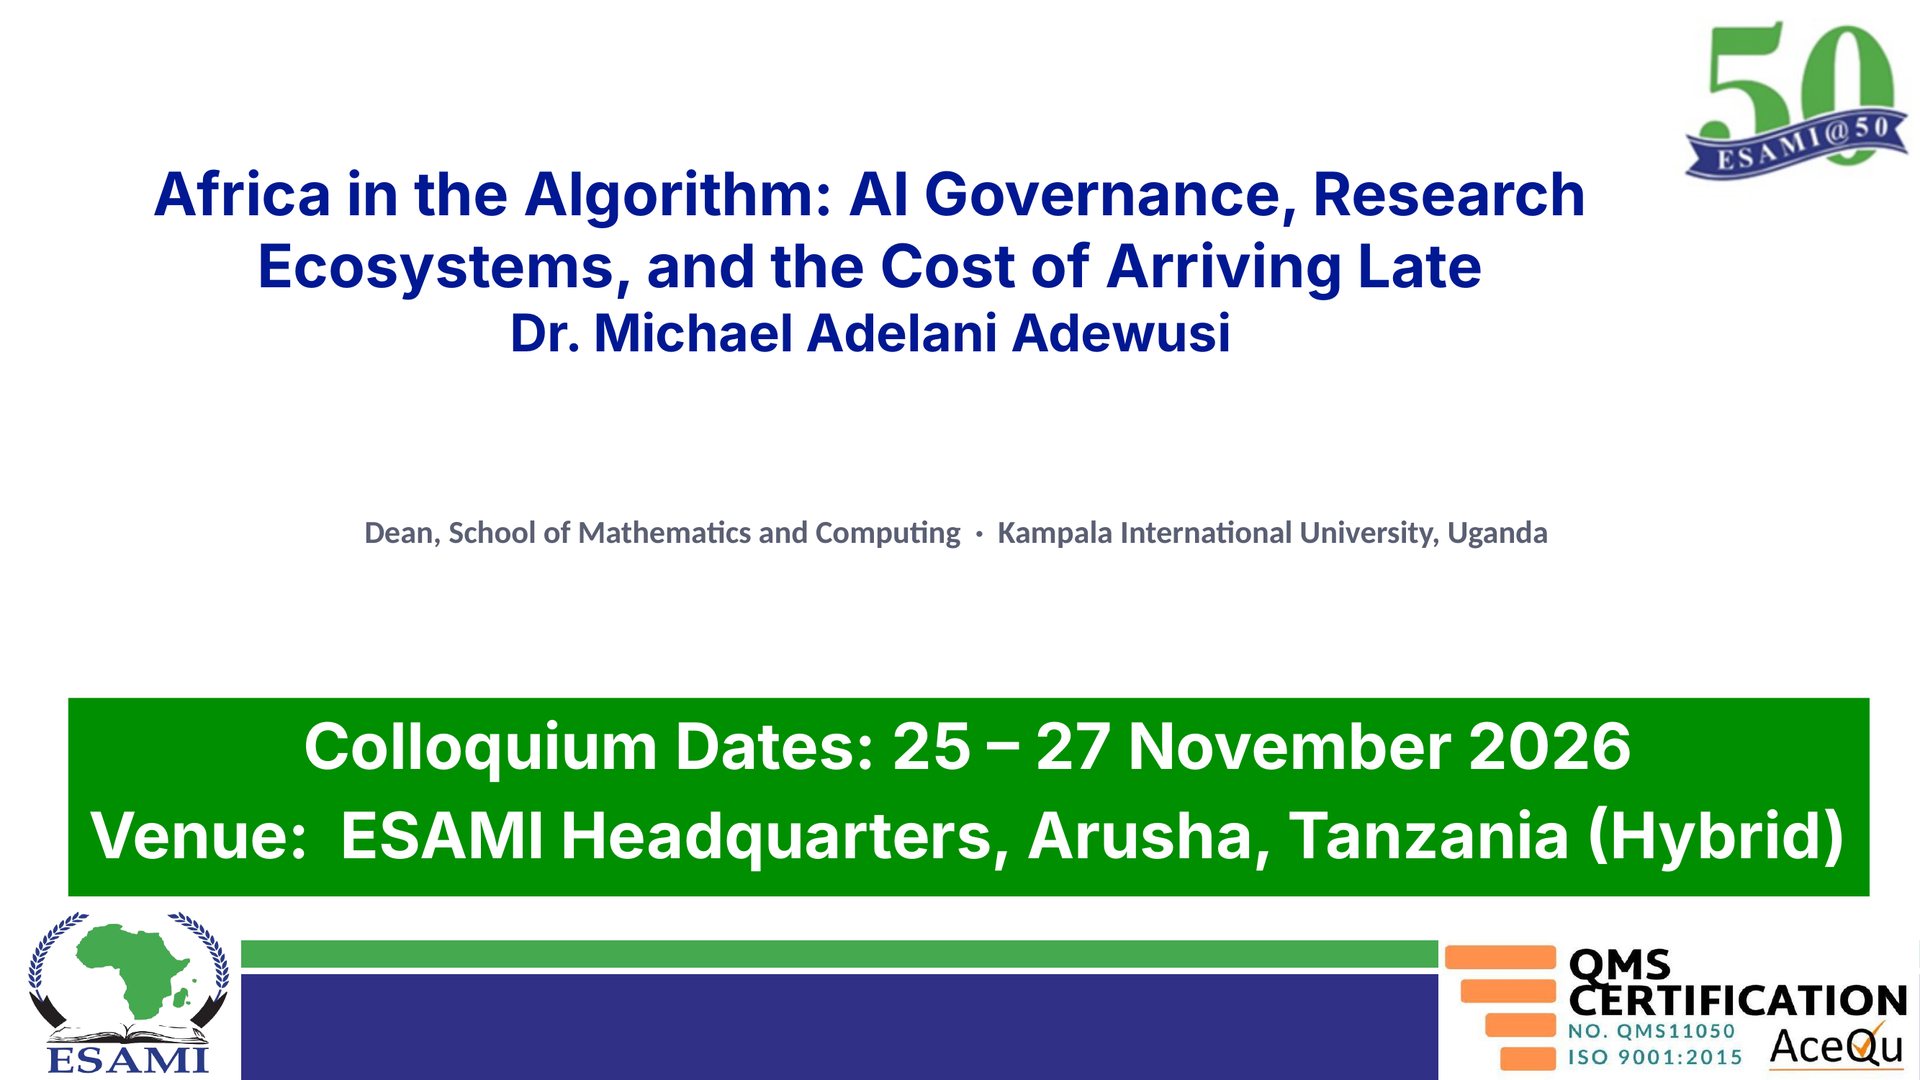 50
ESAMI@50
Africa in the Algorithm: AI Governance, Research
Ecosystems, and the Cost of Arriving Late
Dr. Michael Adelani Adewusi
Dean, School of Mathematics and Computing · Kampala International University, Uganda
Colloquium Dates: 25 – 27 November 2026
Venue:  ESAMI Headquarters, Arusha, Tanzania (Hybrid)
ESAMI
QMS
CERTIFICATION
NO. QMS11050
ISO 9001:2015
AceQu